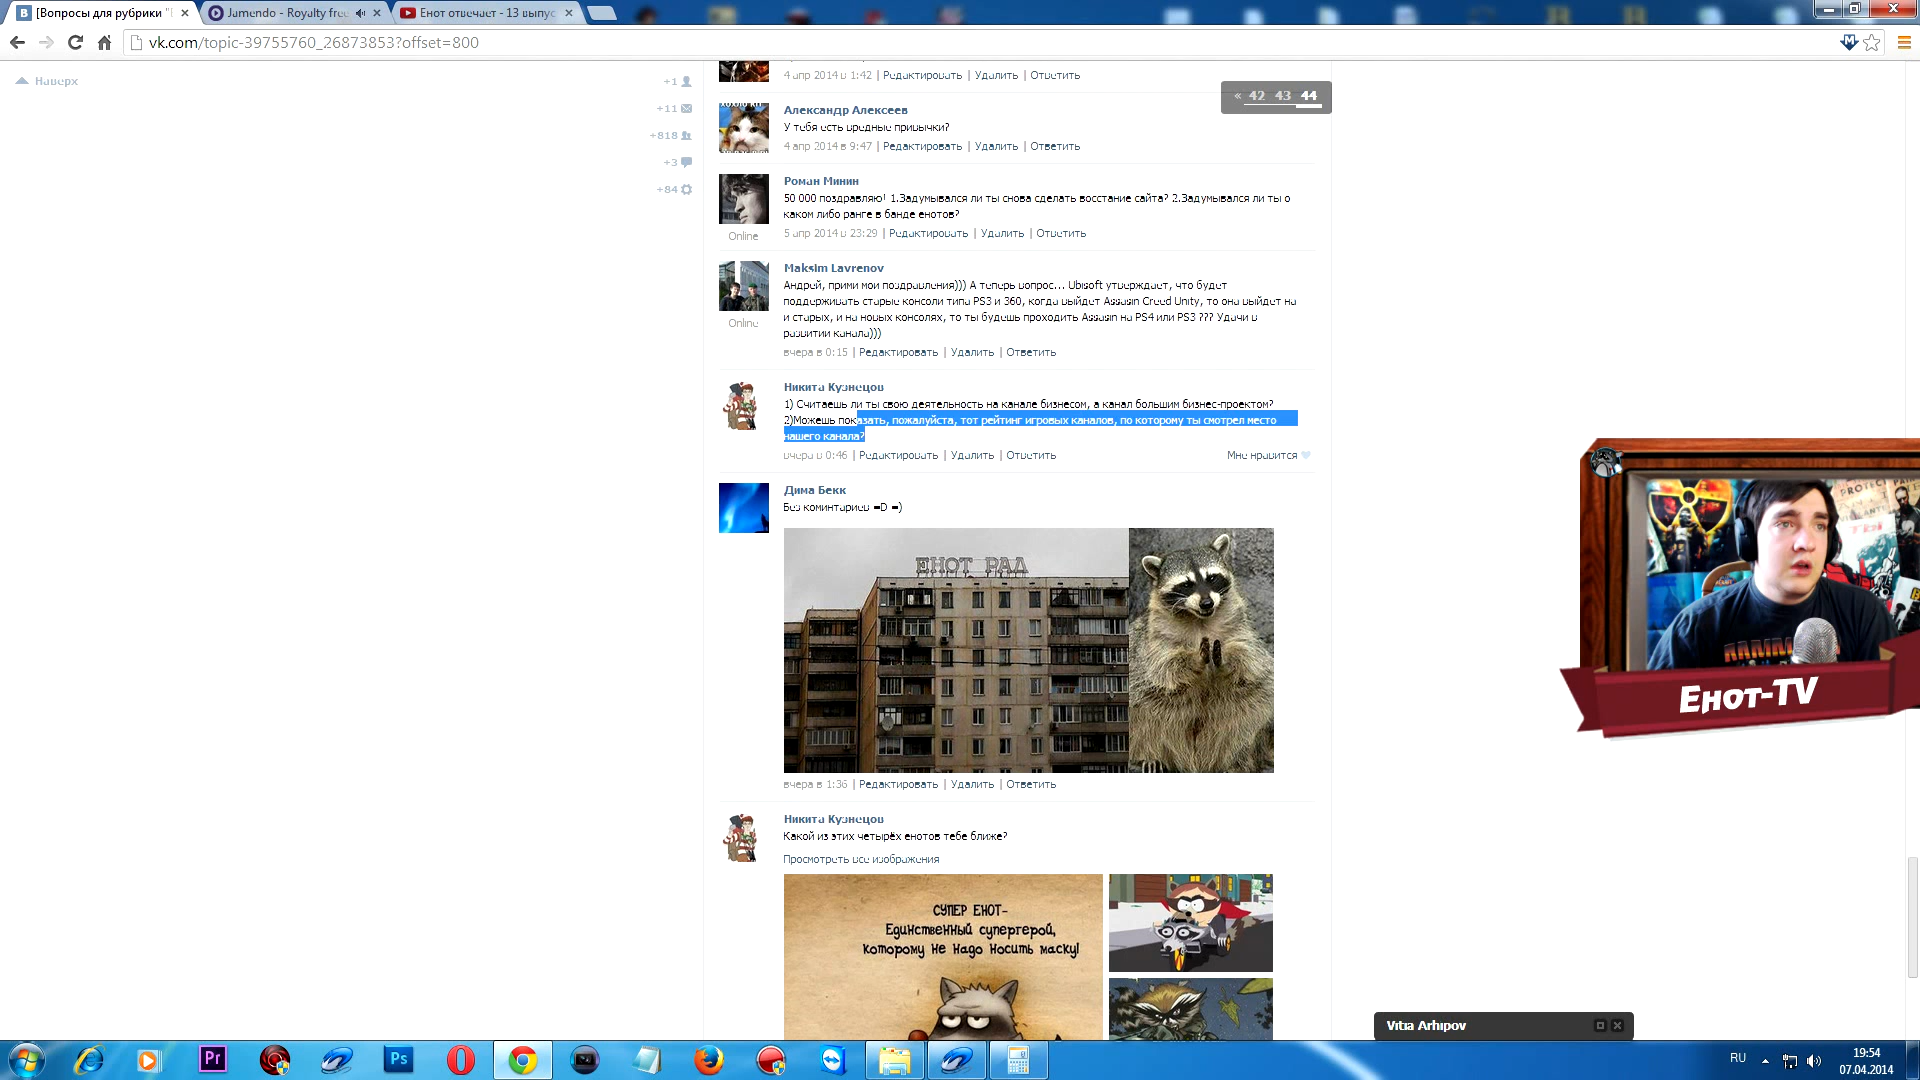 [Вопросы для рубрики "
Jamendo - Royalty free
Енот отвечает - 13 выпус
vk.com/topic-39755760_26873853?offset=800
Наверх
+1
+11
+818
+3
+84
4 апр 2014 в 1:42 | Редактировать | Удалить | Ответить
« 42 43 44
Александр Алексеев
У тебя есть вредные привычки?
4 апр 2014 в 9:47 | Редактировать | Удалить | Ответить
Роман Минин
50 000 поздравляю! 1.Задумывался ли ты снова сделать восстание сайта? 2.Задумывался ли ты о
каком либо ранге в банде енотов?
Online
5 апр 2014 в 23:29 | Редактировать | Удалить | Ответить
Maksim Lavrenov
Андрей, прими мои поздравления))) А теперь вопрос... Ubisoft утверждает, что будет
поддерживать старые консоли типа PS3 и 360, когда выйдет Assasin Creed Unity, то она выйдет на
и старых, и на новых консолях, то ты будешь проходить Assasin на PS4 или PS3 ??? Удачи в
развитии канала)))
Online
вчера в 0:15 | Редактировать | Удалить | Ответить
Никита Кузнецов
1) Считаешь ли ты свою деятельность на канале бизнесом, а канал большим бизнес-проектом?
2)Можешь показать, пожалуйста, тот рейтинг игровых каналов, по которому ты смотрел место
нашего канала?
вчера в 0:46 | Редактировать | Удалить | Ответить
Мне нравится
Дима Бекк
Без коминтариев =D =)
ЕНОТ РАД
вчера в 1:36 | Редактировать | Удалить | Ответить
Никита Кузнецов
Какой из этих четырёх енотов тебе ближе?
Просмотреть все изображения
СУПЕР ЕНОТ-
Единственный супергерой,
которому не надо носить маску!
RAMM
Енот-TV
Vitia Arhipov
Pr
Ps
RU
19:54
07.04.2014